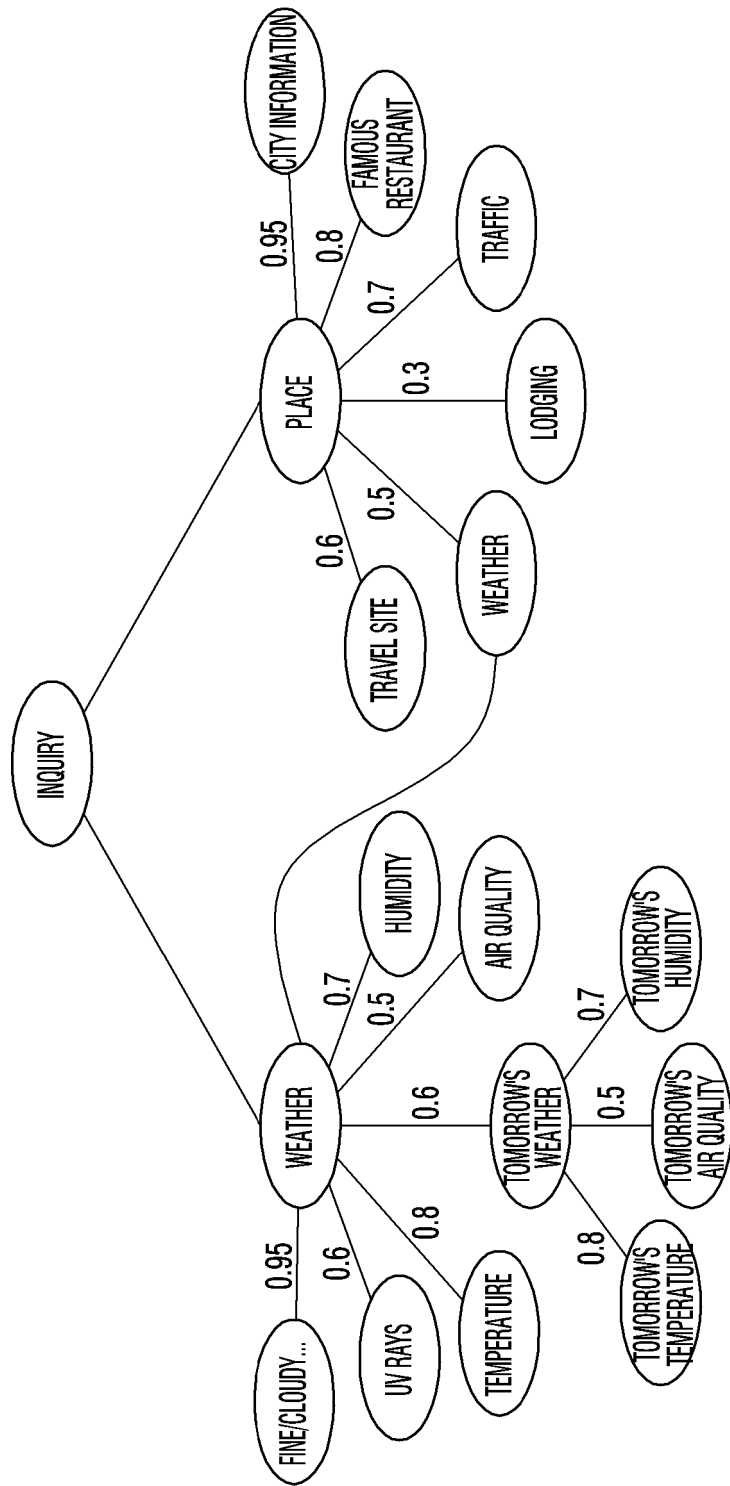 INQUIRY
WEATHER
PLACE
0.95
0.6
0.8
0.6
0.5
0.7
FINE/CLOUDY...
UV RAYS
TEMPERATURE
TOMORROW'S
WEATHER
AIR QUALITY
HUMIDITY
0.8
0.5
0.7
TOMORROW'S
TEMPERATURE
TOMORROW'S
AIR QUALITY
TOMORROW'S
HUMIDITY
0.6
0.5
0.3
0.7
0.8
0.95
TRAVEL SITE
WEATHER
LODGING
TRAFFIC
FAMOUS
RESTAURANT
CITY INFORMATION